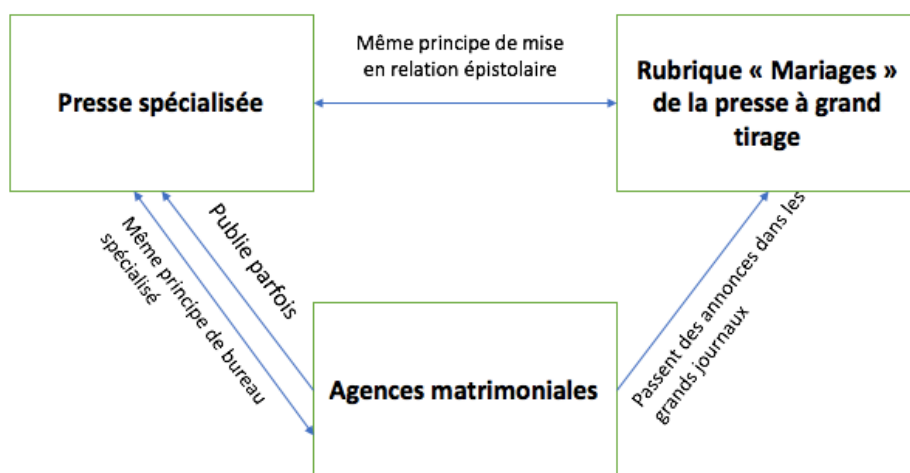 Même principe de mise
en relation épistolaire
Presse spécialisée
Rubrique « Mariages »
de la presse à grand
tirage
Même principe de bureau
spécialisé
Publie parfois
Passent des annonces dans les
grands journaux
Agences matrimoniales